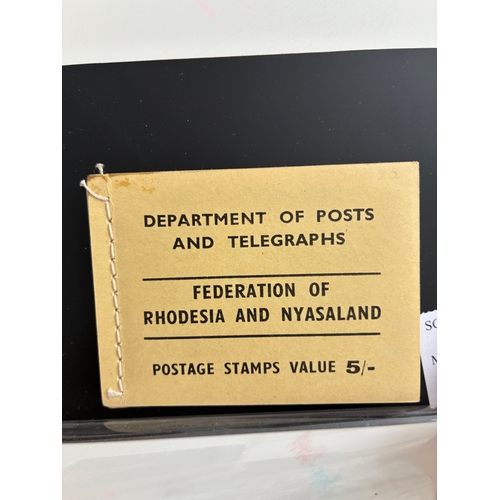 DEPARTMENT OF POSTS
AND TELEGRAPHS
FEDERATION OF
RHODESIA AND NYASALAND
POSTAGE STAMPS VALUE 5/-